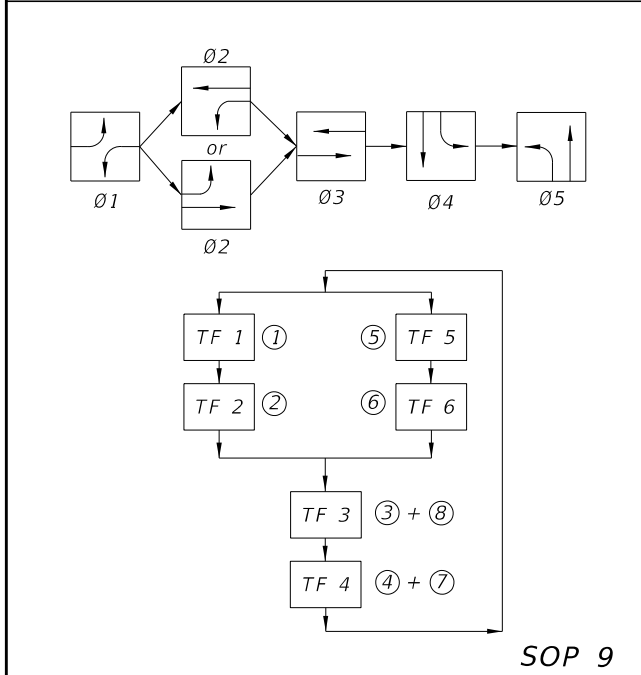 Ø2
or
Ø1
Ø2
Ø3
Ø4
Ø5
TF 1 ① ⑤ TF 5
TF 2 ② ⑥ TF 6
TF 3 ③ + ⑧
TF 4 ④ + ⑦
SOP 9